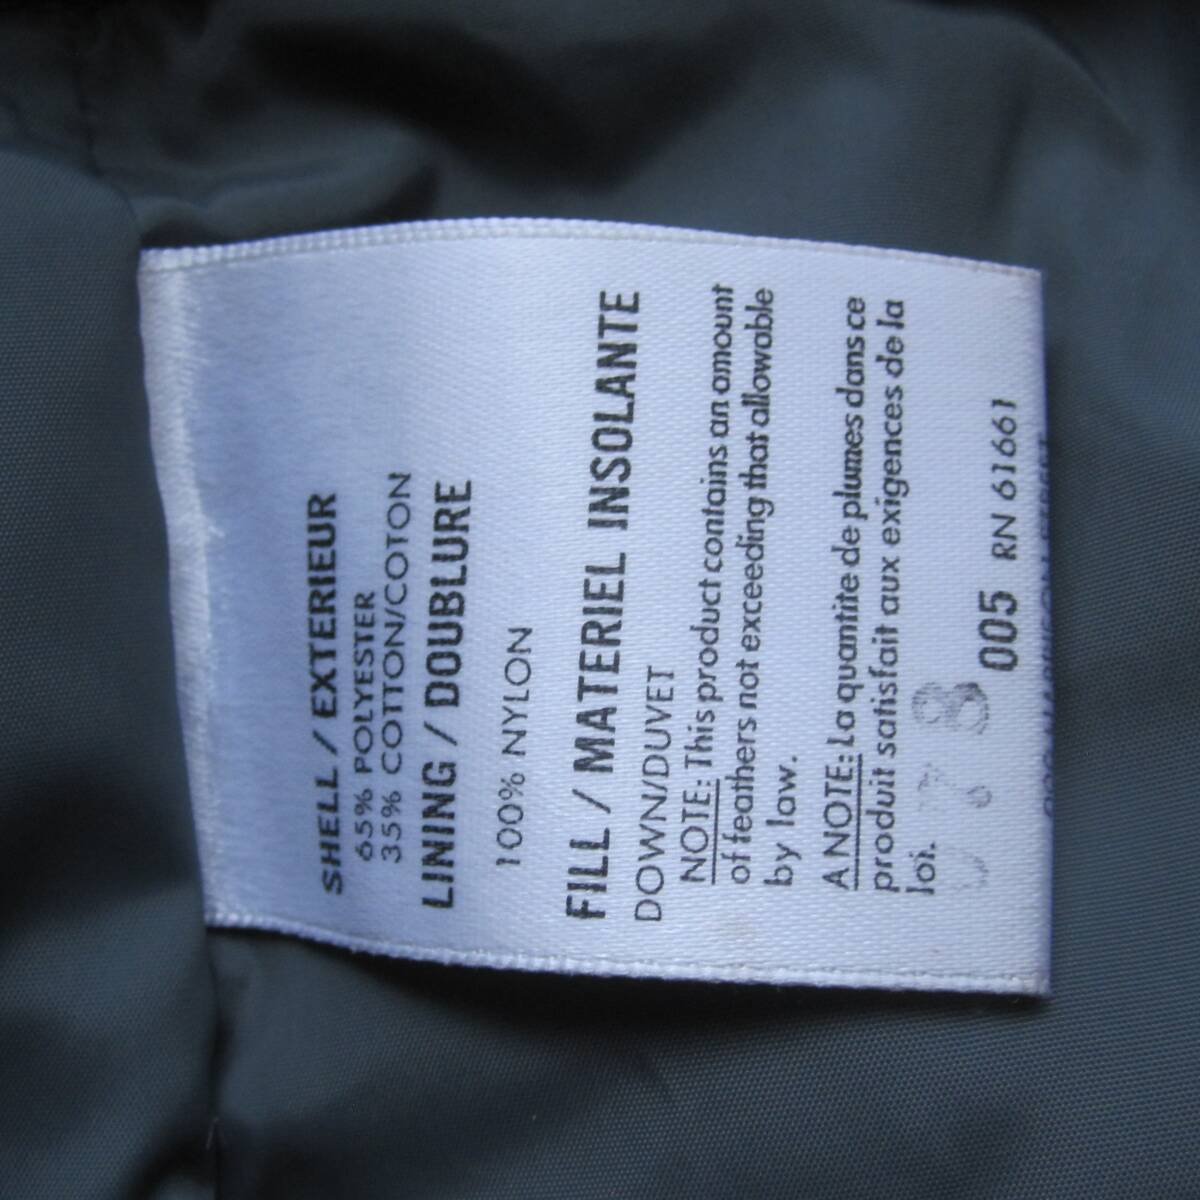 SHELL / EXTERIEUR
65% POLYESTER
35% COTTON/COTON
LINING / DOUBLURE
100% NYLON
FILL / MATERIEL INSOLANTE
DOWN/DUVET
NOTE: This product contains an amount
of feathers not exceeding that allowable
by law.
A NOTE: La quantite de plumes dans ce
produit satisfait aux exigences de la
loi.
005 RN 61661